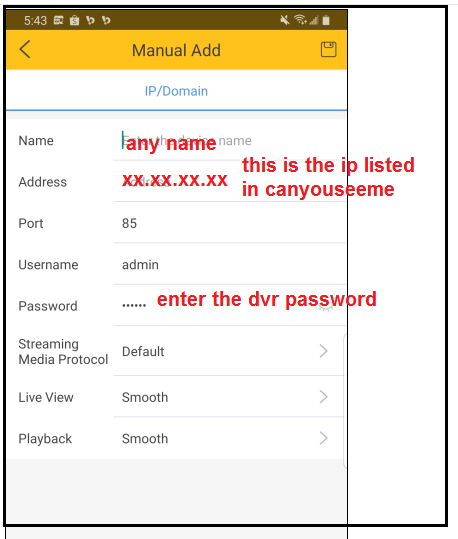 5:43
Manual Add
IP/Domain
Name
Enter the device name
any name
this is the ip listed
in canyouseeme
Address
xx.xx.xx.xx
Port 85
Username admin
Password •••••• enter the dvr password
Streaming
Media Protocol
Default
Live View Smooth
Playback Smooth